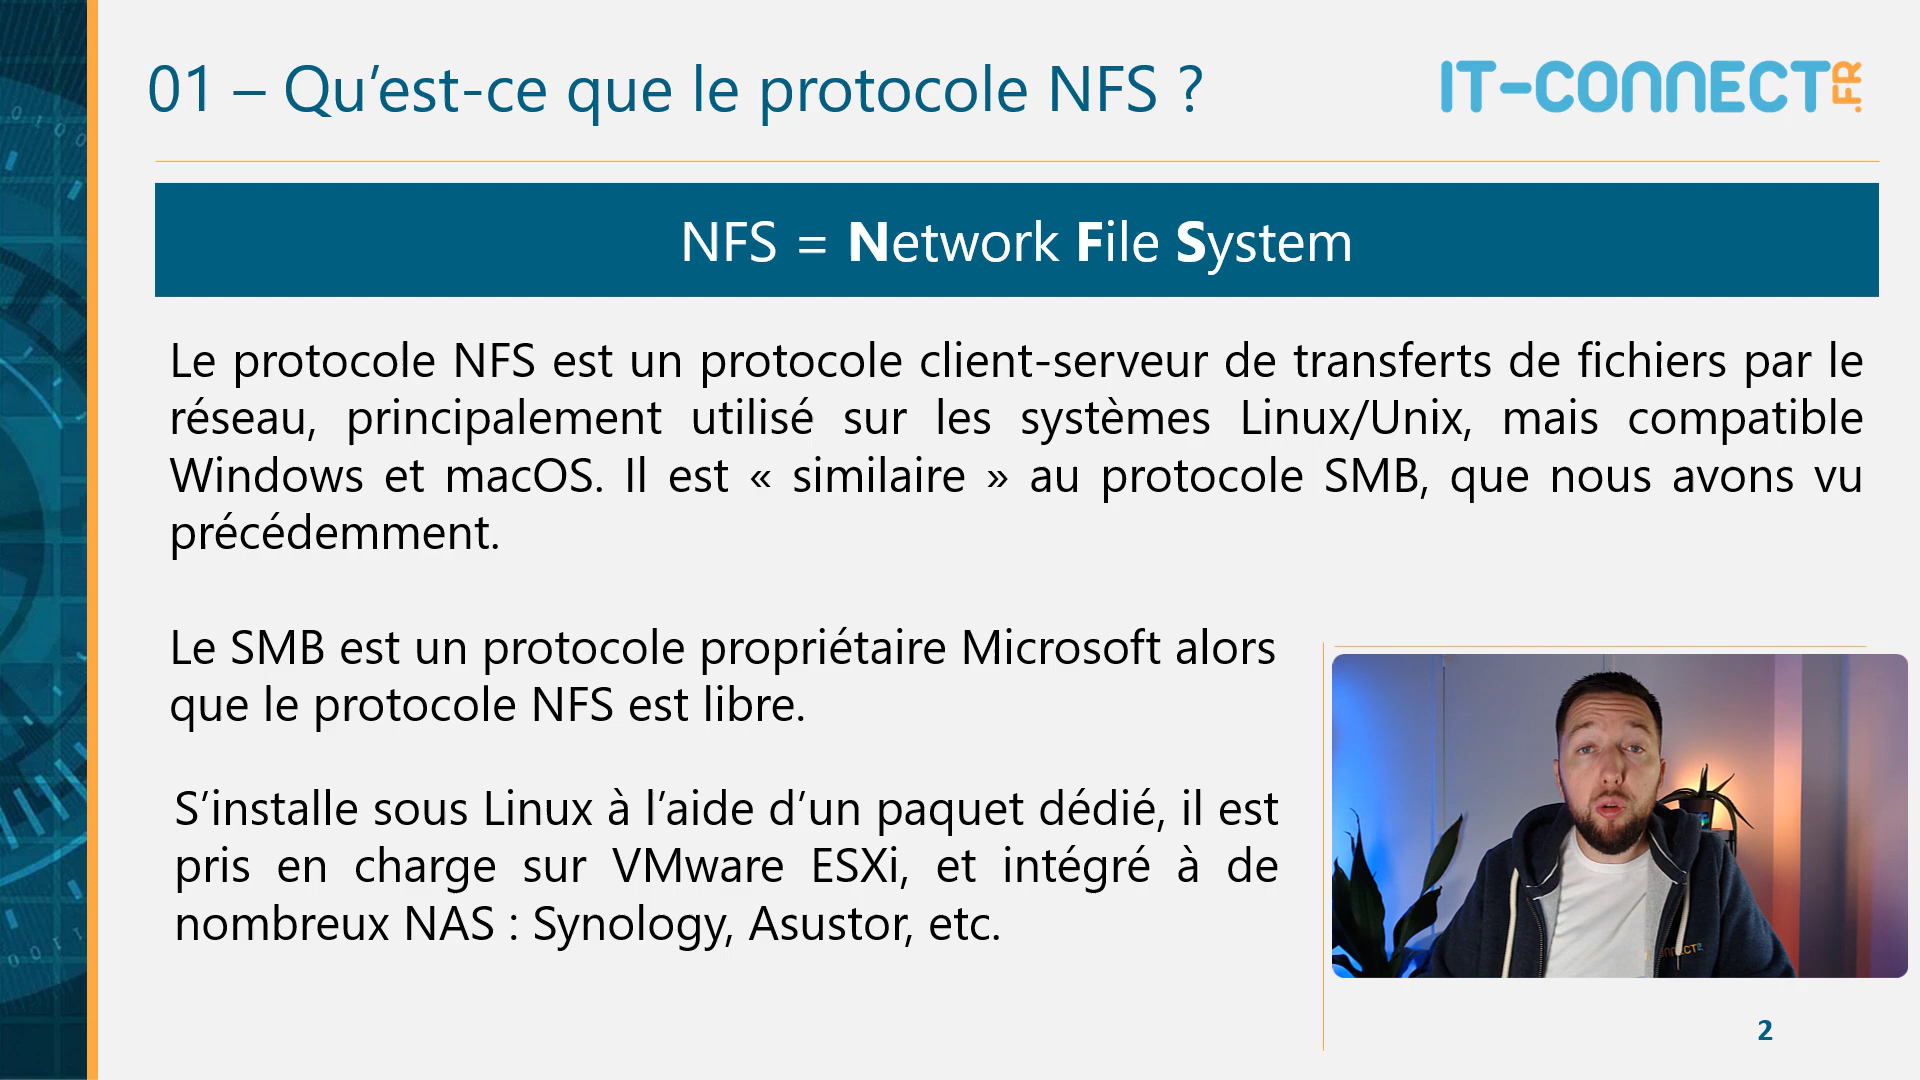 01 – Qu’est-ce que le protocole NFS ?
IT-CONNECT.FR
NFS = Network File System
Le protocole NFS est un protocole client-serveur de transferts de fichiers par le
réseau, principalement utilisé sur les systèmes Linux/Unix, mais compatible
Windows et macOS. Il est « similaire » au protocole SMB, que nous avons vu
précédemment.
Le SMB est un protocole propriétaire Microsoft alors
que le protocole NFS est libre.
S’installe sous Linux à l’aide d’un paquet dédié, il est
pris en charge sur VMware ESXi, et intégré à de
nombreux NAS : Synology, Asustor, etc.
2